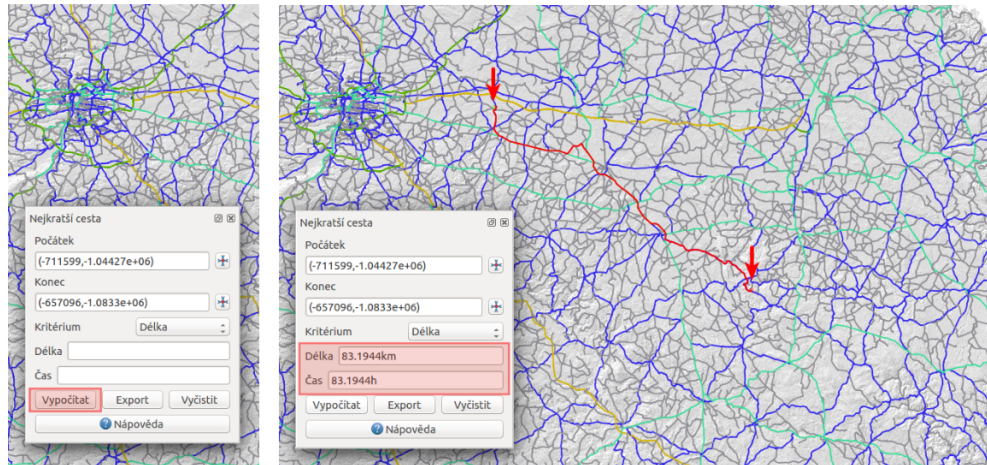 Nejkratší cesta
Počátek
(-711599,-1.04427e+06)
Konec
(-657096,-1.0833e+06)
Kritérium Délka
Délka
Čas
Vypočítat Export Vyčistit
Nápověda
Nejkratší cesta
Počátek
(-711599,-1.04427e+06)
Konec
(-657096,-1.0833e+06)
Kritérium Délka
Délka 83.1944km
Čas 83.1944h
Vypočítat Export Vyčistit
Nápověda